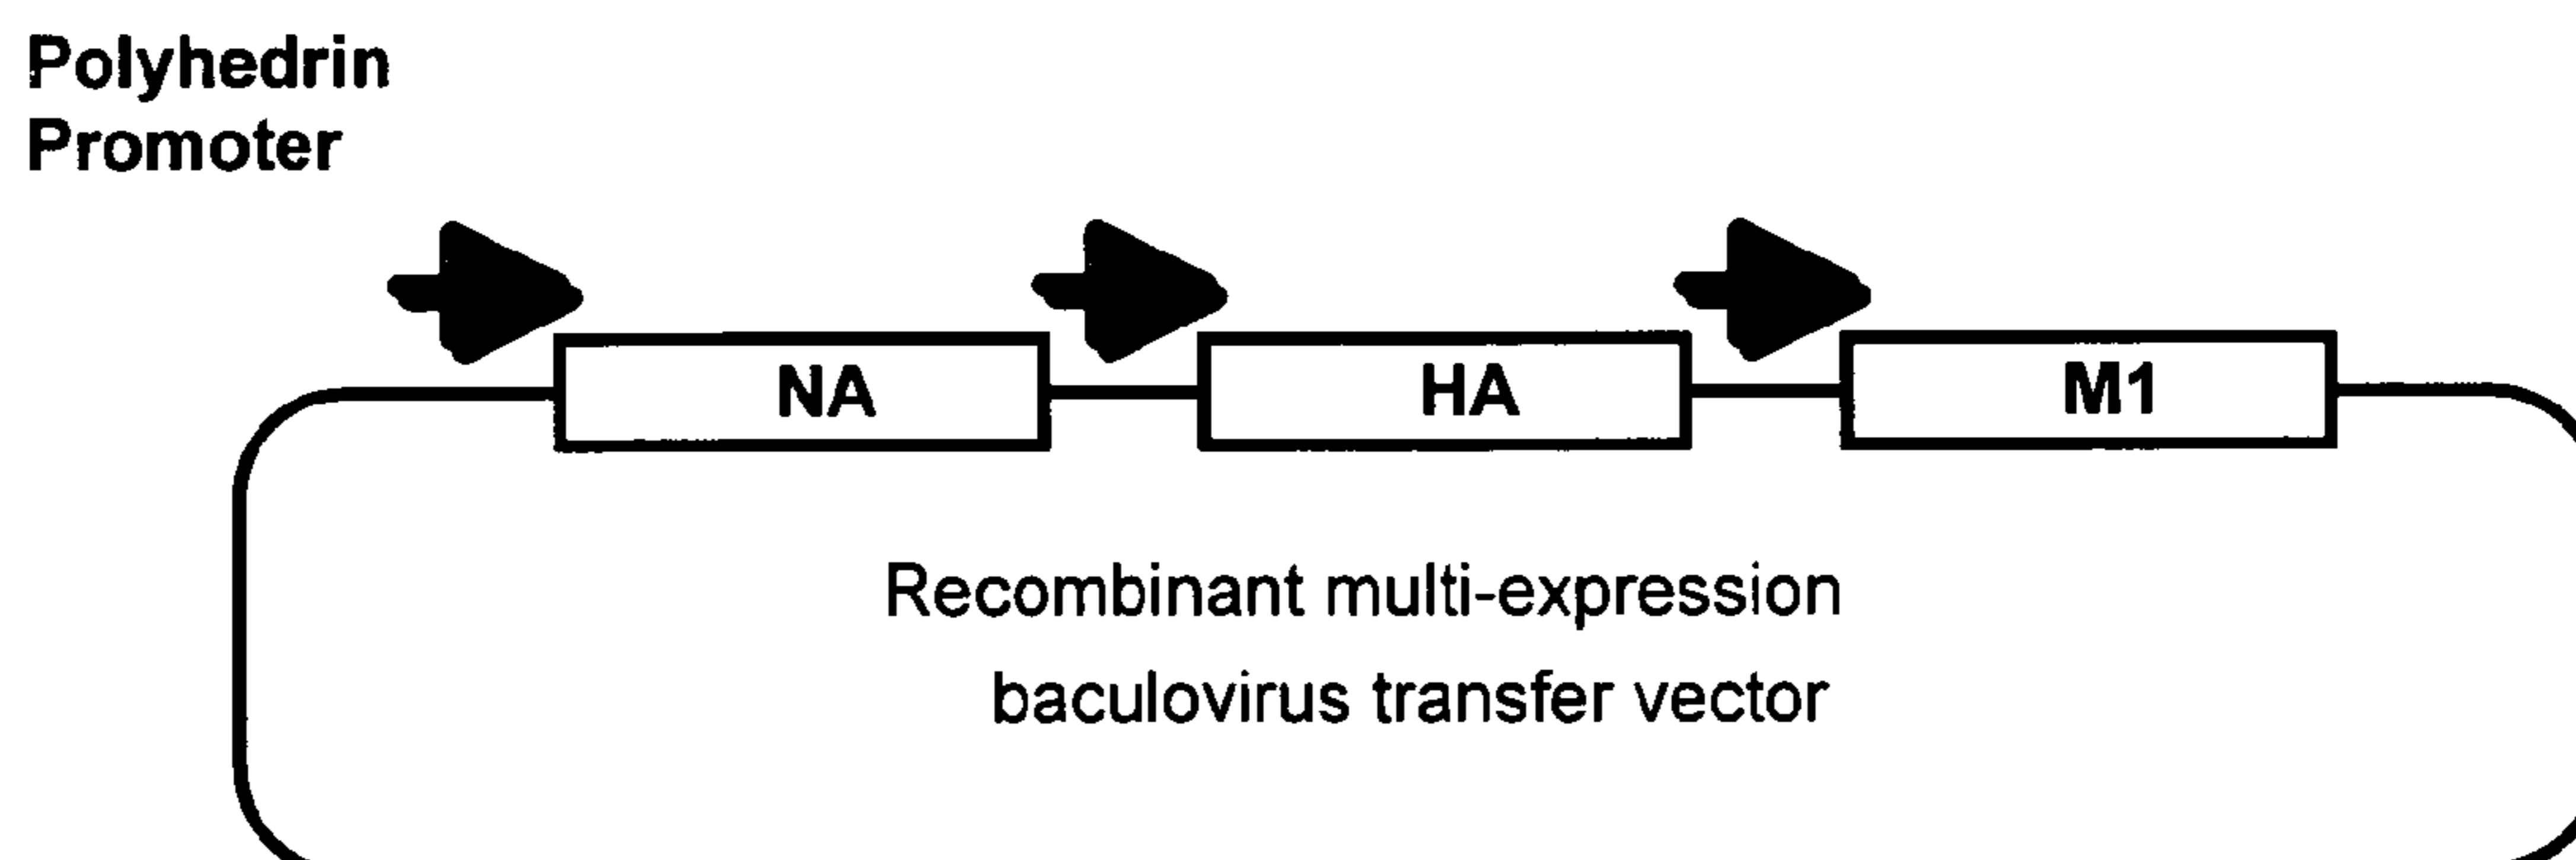 Polyhedrin
Promoter
NA
HA
M1
Recombinant multi-expression
baculovirus transfer vector